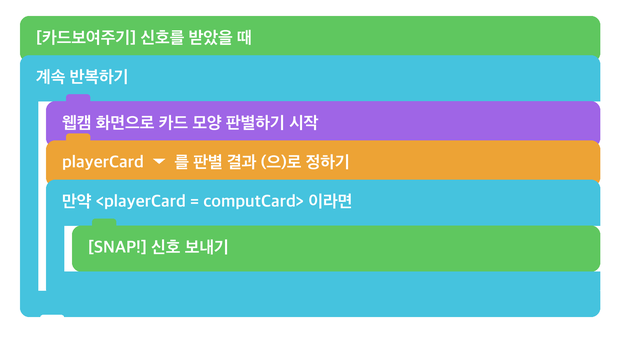 [카드보여주기] 신호를 받았을 때
계속 반복하기
웹캠 화면으로 카드 모양 판별하기 시작
playerCard 를 판별 결과 (으)로 정하기
만약 <playerCard = computCard> 이라면
[SNAP!] 신호 보내기